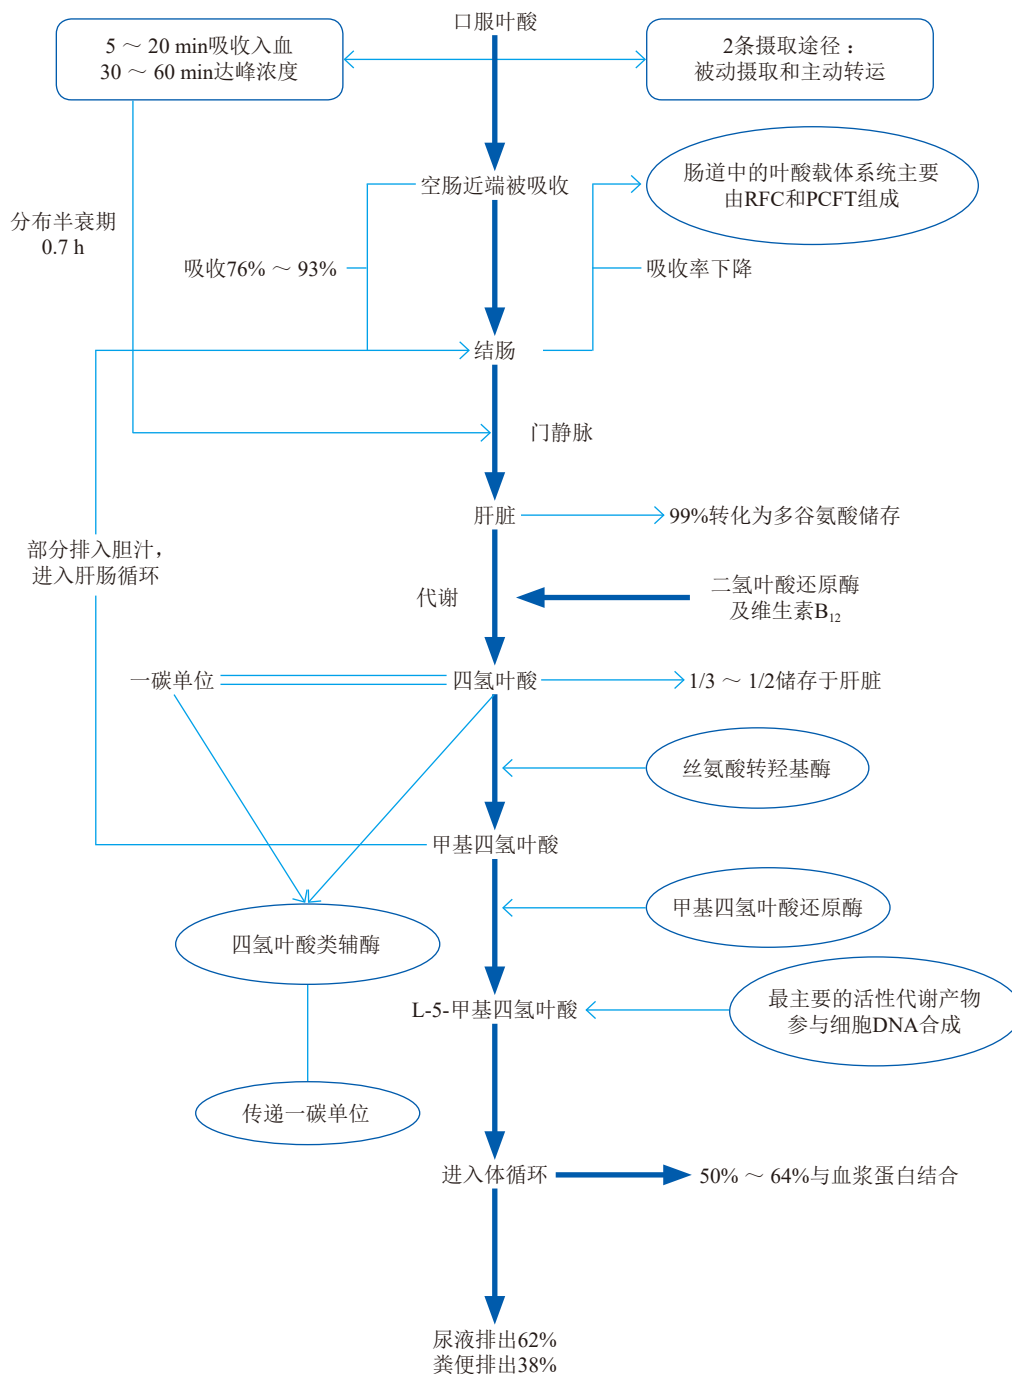 口服叶酸
5 ～ 20 min吸收入血
30 ～ 60 min达峰浓度
2条摄取途径：
被动摄取和主动转运
空肠近端被吸收
肠道中的叶酸载体系统主要
由RFC和PCFT组成
分布半衰期
0.7 h
吸收76% ～ 93%
吸收率下降
结肠
门静脉
肝脏
99%转化为多谷氨酸储存
部分排入胆汁，
进入肝肠循环
代谢
二氢叶酸还原酶
及维生素B₁₂
一碳单位
四氢叶酸
1/3 ～ 1/2储存于肝脏
丝氨酸转羟基酶
甲基四氢叶酸
甲基四氢叶酸还原酶
四氢叶酸类辅酶
L-5-甲基四氢叶酸
最主要的活性代谢产物
参与细胞DNA合成
传递一碳单位
进入体循环
50% ～ 64%与血浆蛋白结合
尿液排出62%
粪便排出38%